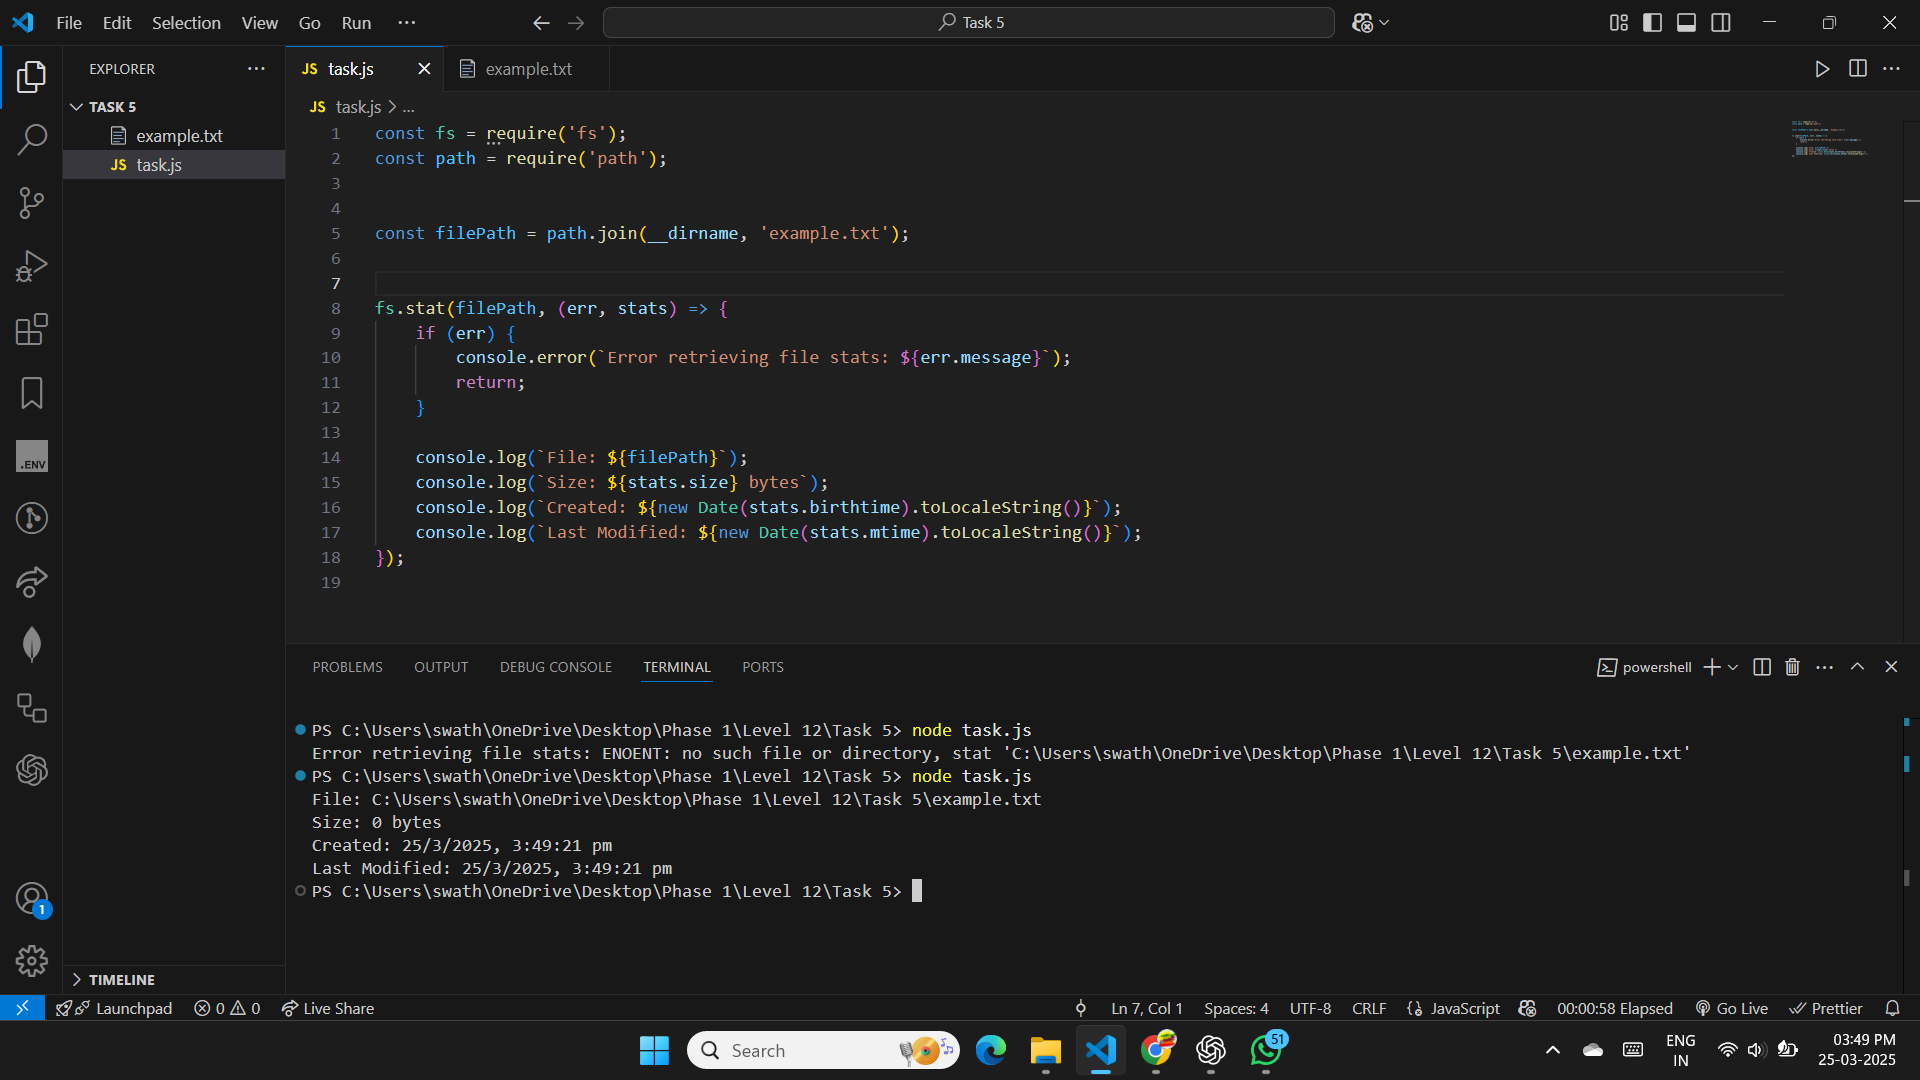 File Edit Selection View Go Run ···
Task 5
EXPLORER ···
TASK 5
example.txt
JS task.js
JS task.js
example.txt
JS task.js > ...
1 const fs = require('fs');
2 const path = require('path');
3
4
5 const filePath = path.join(__dirname, 'example.txt');
6
7
8 fs.stat(filePath, (err, stats) => {
9     if (err) {
10         console.error(`Error retrieving file stats: ${err.message}`);
11         return;
12     }
13
14     console.log(`File: ${filePath}`);
15     console.log(`Size: ${stats.size} bytes`);
16     console.log(`Created: ${new Date(stats.birthtime).toLocaleString()}`);
17     console.log(`Last Modified: ${new Date(stats.mtime).toLocaleString()}`);
18 });
19
.ENV
1
TIMELINE
PROBLEMS OUTPUT DEBUG CONSOLE TERMINAL PORTS
powershell
PS C:\Users\swath\OneDrive\Desktop\Phase 1\Level 12\Task 5> node task.js
Error retrieving file stats: ENOENT: no such file or directory, stat 'C:\Users\swath\OneDrive\Desktop\Phase 1\Level 12\Task 5\example.txt'
PS C:\Users\swath\OneDrive\Desktop\Phase 1\Level 12\Task 5> node task.js
File: C:\Users\swath\OneDrive\Desktop\Phase 1\Level 12\Task 5\example.txt
Size: 0 bytes
Created: 25/3/2025, 3:49:21 pm
Last Modified: 25/3/2025, 3:49:21 pm
PS C:\Users\swath\OneDrive\Desktop\Phase 1\Level 12\Task 5>
Launchpad 0 0 Live Share
Ln 7, Col 1 Spaces: 4 UTF-8 CRLF JavaScript 00:00:58 Elapsed Go Live Prettier
Search
51
ENG
IN
03:49 PM
25-03-2025